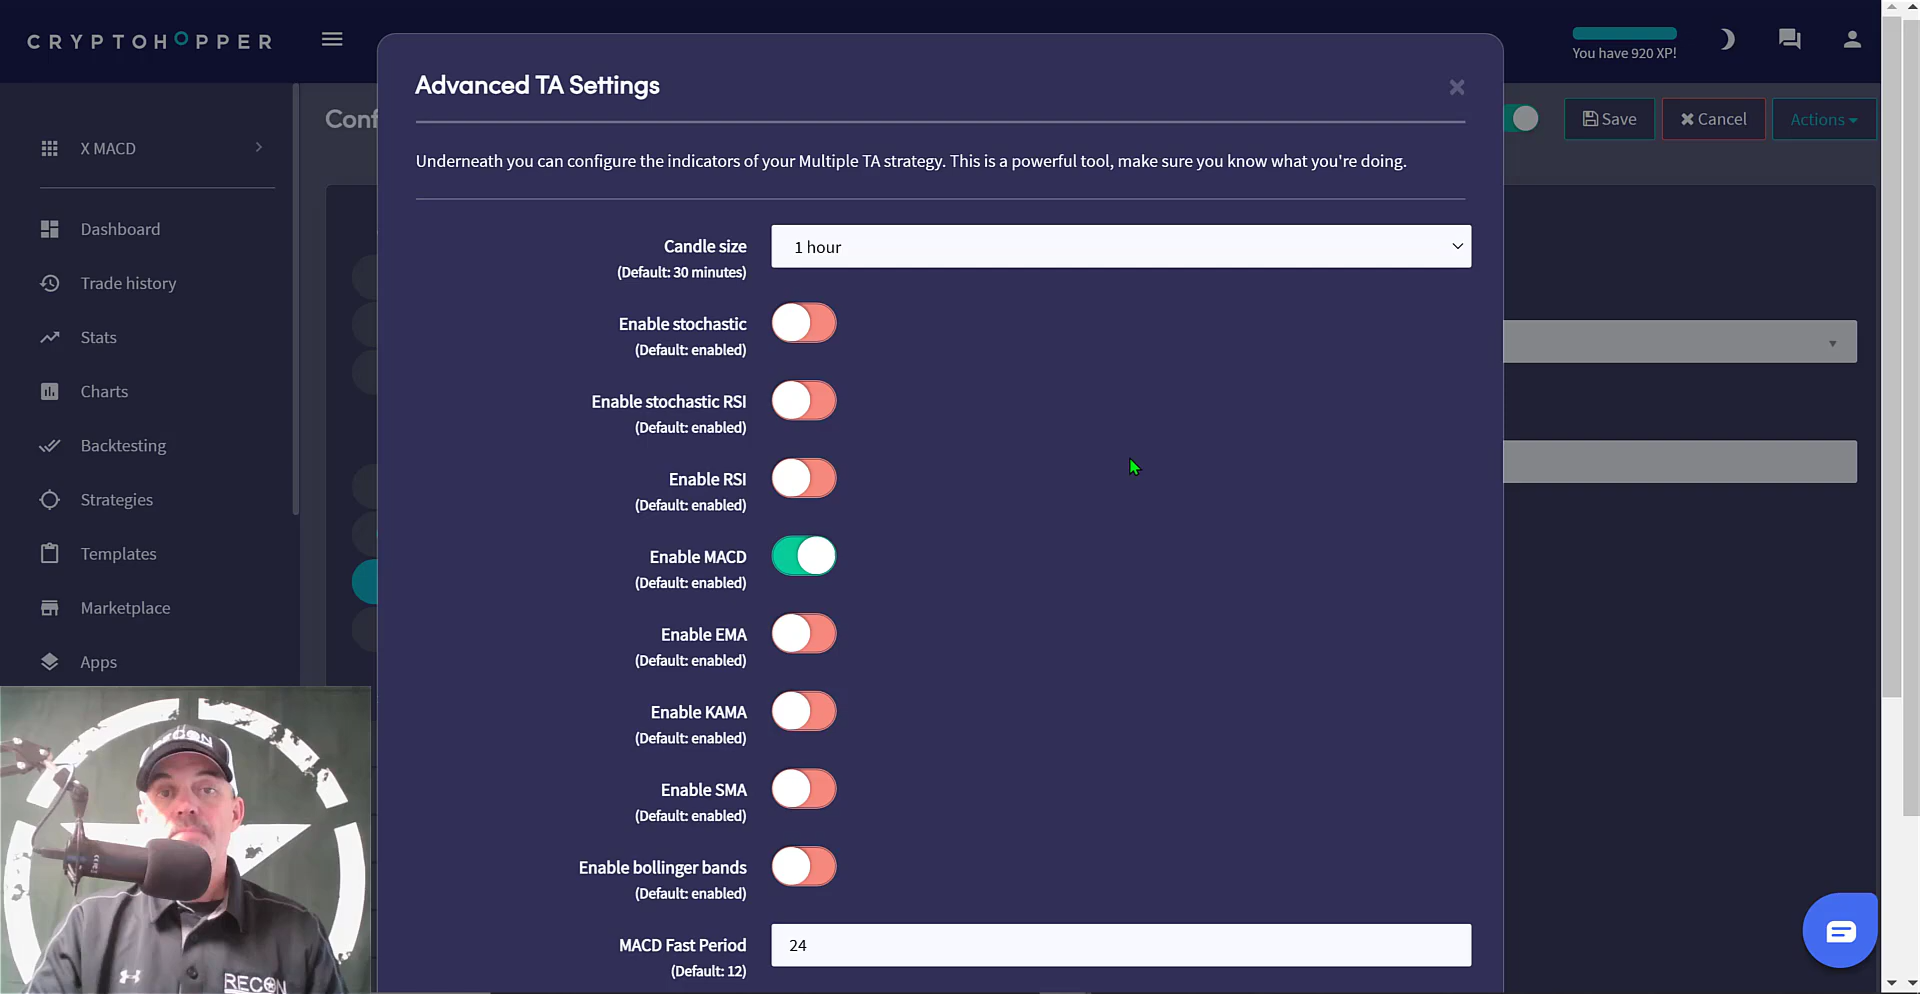 CRYPTOHOPPER
You have 920 XP!
Conf
Save
Cancel
Actions
X MACD
Dashboard
Trade history
Stats
Charts
Backtesting
Strategies
Templates
Marketplace
Apps
Advanced TA Settings
Underneath you can configure the indicators of your Multiple TA strategy. This is a powerful tool, make sure you know what you're doing.
Candle size
(Default: 30 minutes)
1 hour
Enable stochastic
(Default: enabled)
Enable stochastic RSI
(Default: enabled)
Enable RSI
(Default: enabled)
Enable MACD
(Default: enabled)
Enable EMA
(Default: enabled)
Enable KAMA
(Default: enabled)
Enable SMA
(Default: enabled)
Enable bollinger bands
(Default: enabled)
MACD Fast Period
(Default: 12)
24
RECON
RECON